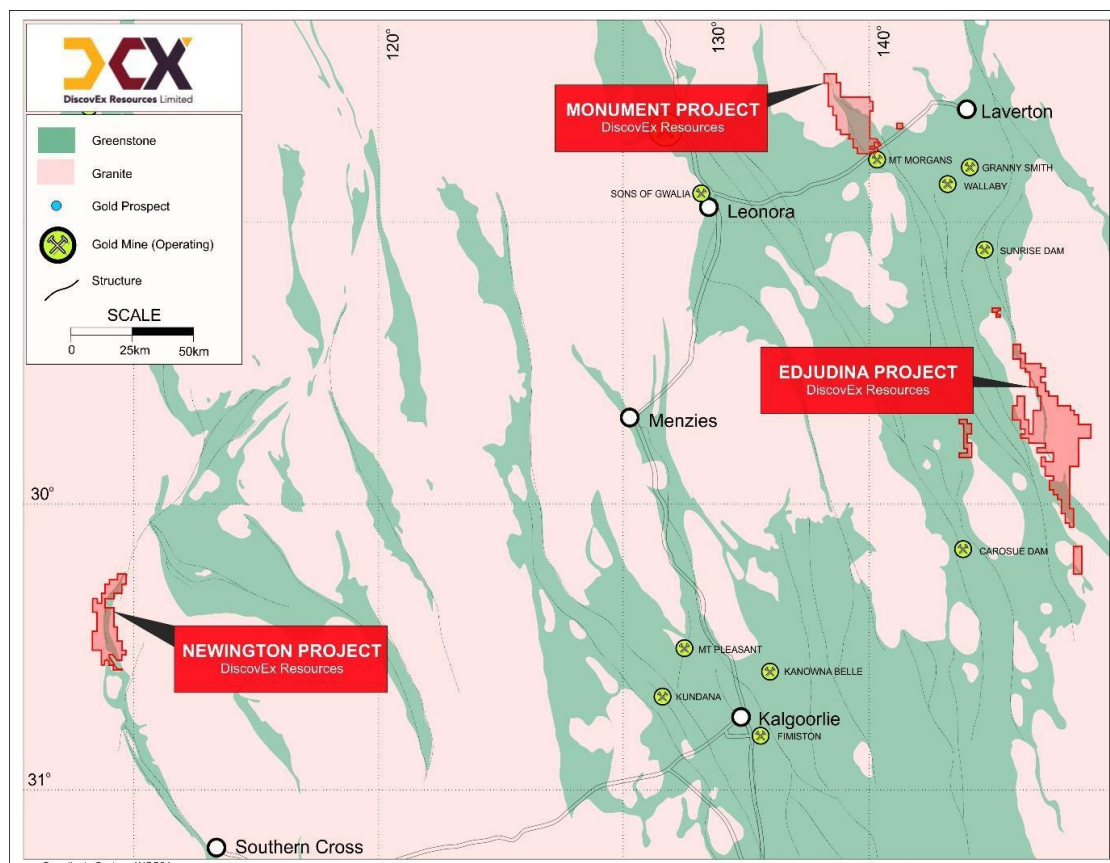 DCX
DiscovEx Resources Limited
Greenstone
Granite
Gold Prospect
Gold Mine (Operating)
Structure
SCALE
0 25km 50km
120°
130°
140°
MONUMENT PROJECT
DiscovEx Resources
Laverton
MT MORGANS
GRANNY SMITH
WALLABY
SONS OF GWALIA
Leonora
SUNRISE DAM
EDJUDINA PROJECT
DiscovEx Resources
Menzies
30°
CAROSUE DAM
NEWINGTON PROJECT
DiscovEx Resources
MT PLEASANT
KANOWNA BELLE
KUNDANA
Kalgoorlie
FIMISTON
31°
Southern Cross